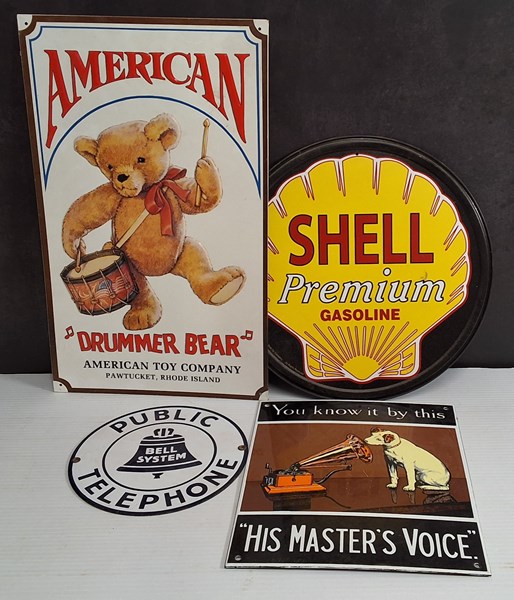 AMERICAN
"DRUMMER BEAR"
AMERICAN TOY COMPANY
PAWTUCKET, RHODE ISLAND
SHELL
Premium
GASOLINE
PUBLIC
BELL
SYSTEM
TELEPHONE
"You know it by this
"HIS MASTER'S VOICE".